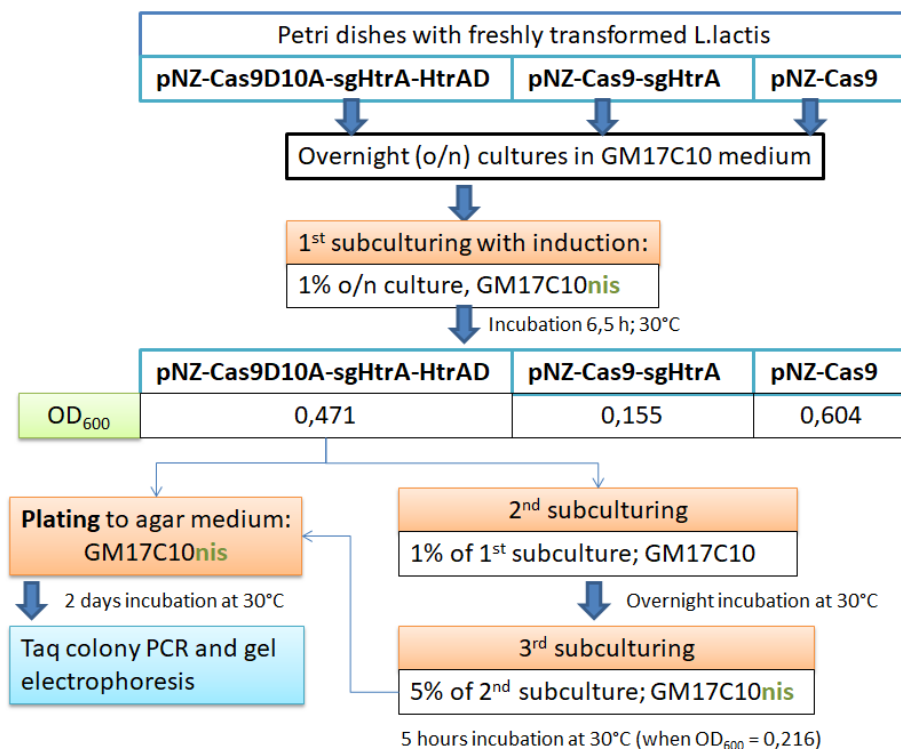 Petri dishes with freshly transformed L.lactis
pNZ-Cas9D10A-sgHtrA-HtrAD pNZ-Cas9-sgHtrA pNZ-Cas9
Overnight (o/n) cultures in GM17C10 medium
1st subculturing with induction:
1% o/n culture, GM17C10nis
Incubation 6,5 h; 30°C
pNZ-Cas9D10A-sgHtrA-HtrAD pNZ-Cas9-sgHtrA pNZ-Cas9
OD600 0,471 0,155 0,604
Plating to agar medium:
GM17C10nis
2nd subculturing
1% of 1st subculture; GM17C10
2 days incubation at 30°C
Overnight incubation at 30°C
Taq colony PCR and gel
electrophoresis
3rd subculturing
5% of 2nd subculture; GM17C10nis
5 hours incubation at 30°C (when OD600 = 0,216)